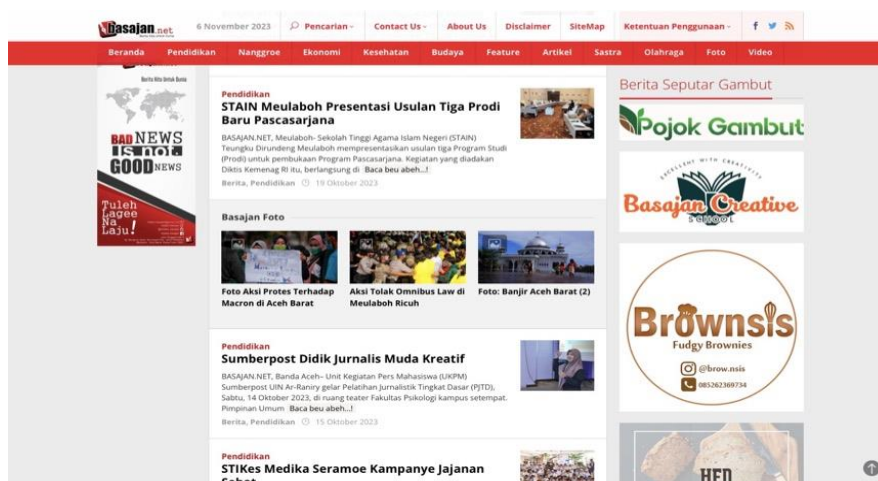 basajan.net
6 November 2023
Pencarian
Contact Us
About Us
Disclaimer
SiteMap
Ketentuan Penggunaan
Beranda
Pendidikan
Nanggroe
Ekonomi
Kesehatan
Budaya
Feature
Artikel
Sastra
Olahraga
Foto
Video
Berita Kita Untuk Dunia
BAD NEWS
IS not
GOOD NEWS
Tuleh
Lagee
Na
Laju!
Pendidikan
STAIN Meulaboh Presentasi Usulan Tiga Prodi
Baru Pascasarjana
BASAJAN.NET, Meulaboh- Sekolah Tinggi Agama Islam Negeri (STAIN)
Teungku Dirundeng Meulaboh mempresentasikan usulan tiga Program Studi
(Prodi) untuk pembukaan Program Pascasarjana. Kegiatan yang diadakan
Diktis Kemenag RI itu, berlangsung di Baca beu abeh...!
Berita, Pendidikan 19 Oktober 2023
Basajan Foto
Foto Aksi Protes Terhadap
Macron di Aceh Barat
Aksi Tolak Omnibus Law di
Meulaboh Ricuh
Foto: Banjir Aceh Barat (2)
Pendidikan
Sumberpost Didik Jurnalis Muda Kreatif
BASAJAN.NET, Banda Aceh– Unit Kegiatan Pers Mahasiswa (UKPM)
Sumberpost UIN Ar-Raniry gelar Pelatihan Jurnalistik Tingkat Dasar (PJTD),
Sabtu, 14 Oktober 2023, di ruang teater Fakultas Psikologi kampus setempat.
Pimpinan Umum Baca beu abeh...!
Berita, Pendidikan 15 Oktober 2023
Pendidikan
STIKes Medika Seramoe Kampanye Jajanan
Sehat
Berita Seputar Gambut
Pojok Gambut
EXCELLENT WITH CREATIVITY
Basajan Creative
SCHOOL
Brownsis
Fudgy Brownies
@brow.nsis
085262369734